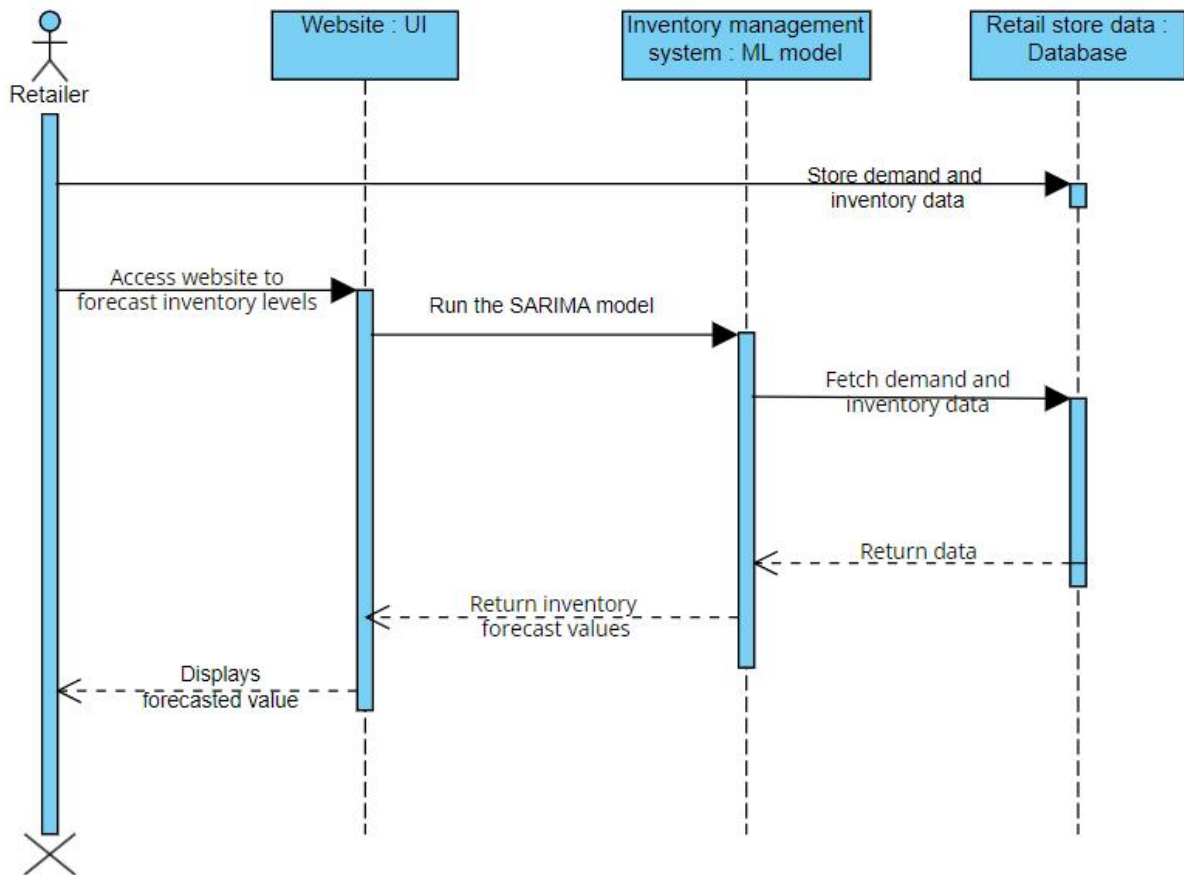 Website : UI
Inventory management
system : ML model
Retail store data :
Database
Retailer
Store demand and
inventory data
Access website to
forecast inventory levels
Run the SARIMA model
Fetch demand and
inventory data
Return data
Return inventory
forecast values
Displays
forecasted value